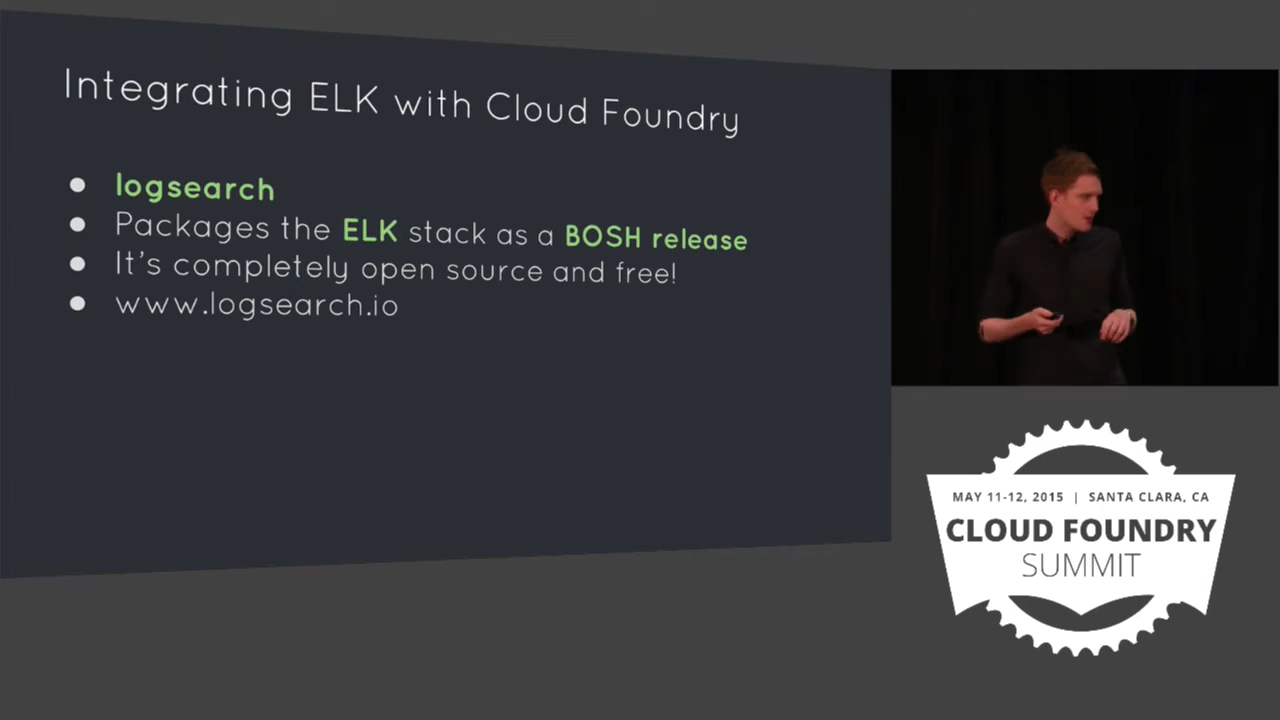 Integrating ELK with Cloud Foundry
logsearch
Packages the ELK stack as a BOSH release
It's completely open source and free!
www.logsearch.io
MAY 11-12, 2015 | SANTA CLARA, CA
CLOUD FOUNDRY
SUMMIT